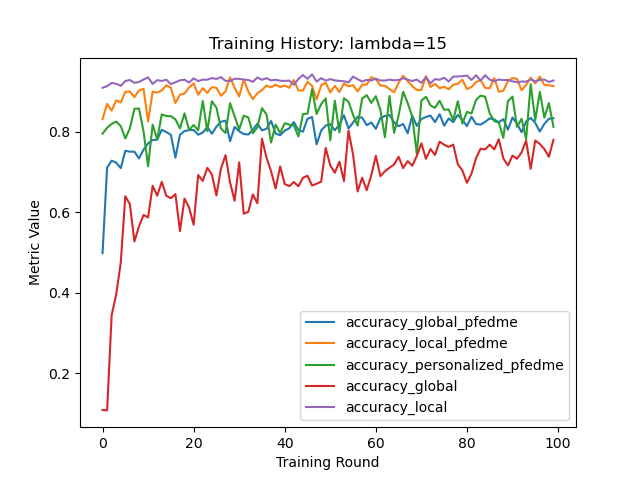 Training History: lambda=15
Metric Value
0.8
0.6
0.4
0.2
accuracy_global_pfedme
accuracy_local_pfedme
accuracy_personalized_pfedme
accuracy_global
accuracy_local
0 20 40 60 80 100
Training Round